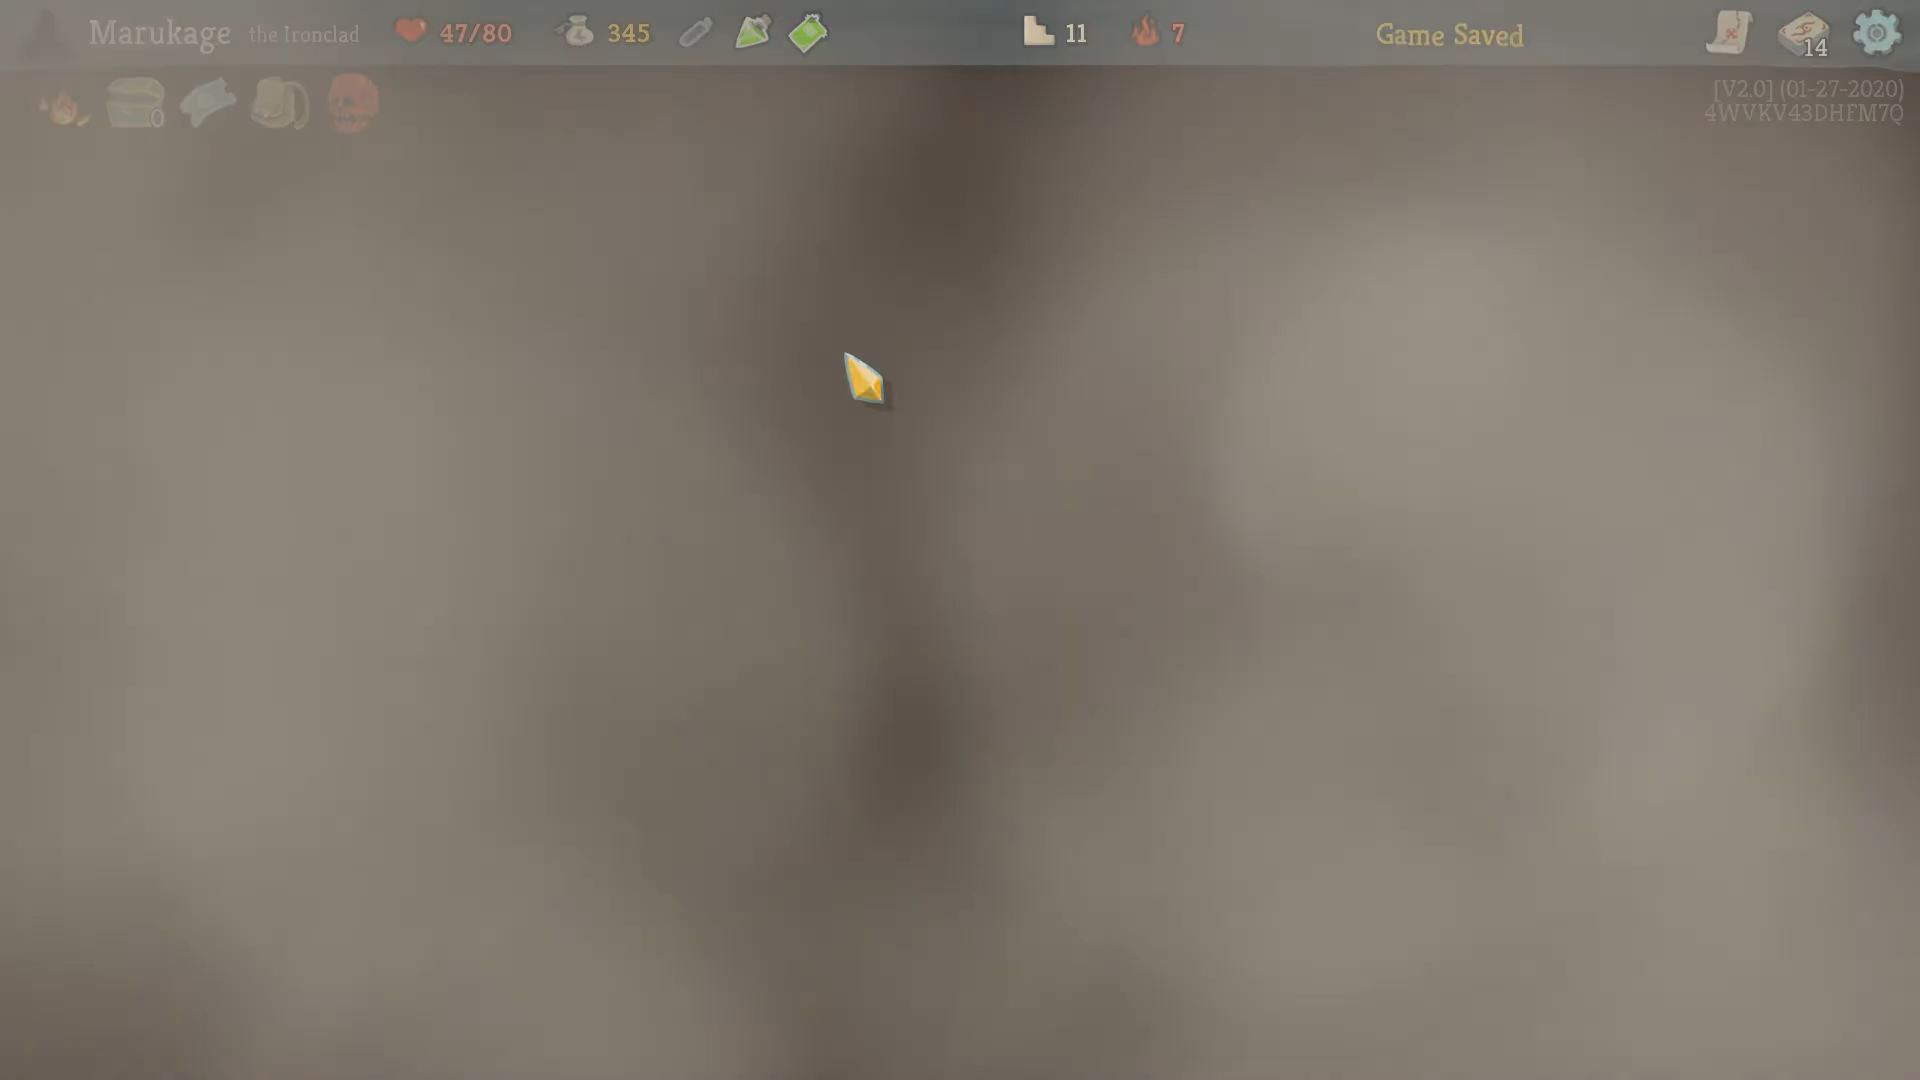 Marukage the Ironclad 47/80 345 11 7 Game Saved 14
0
[V2.0] (01-27-2020)
4WVKV43DHFM7Q